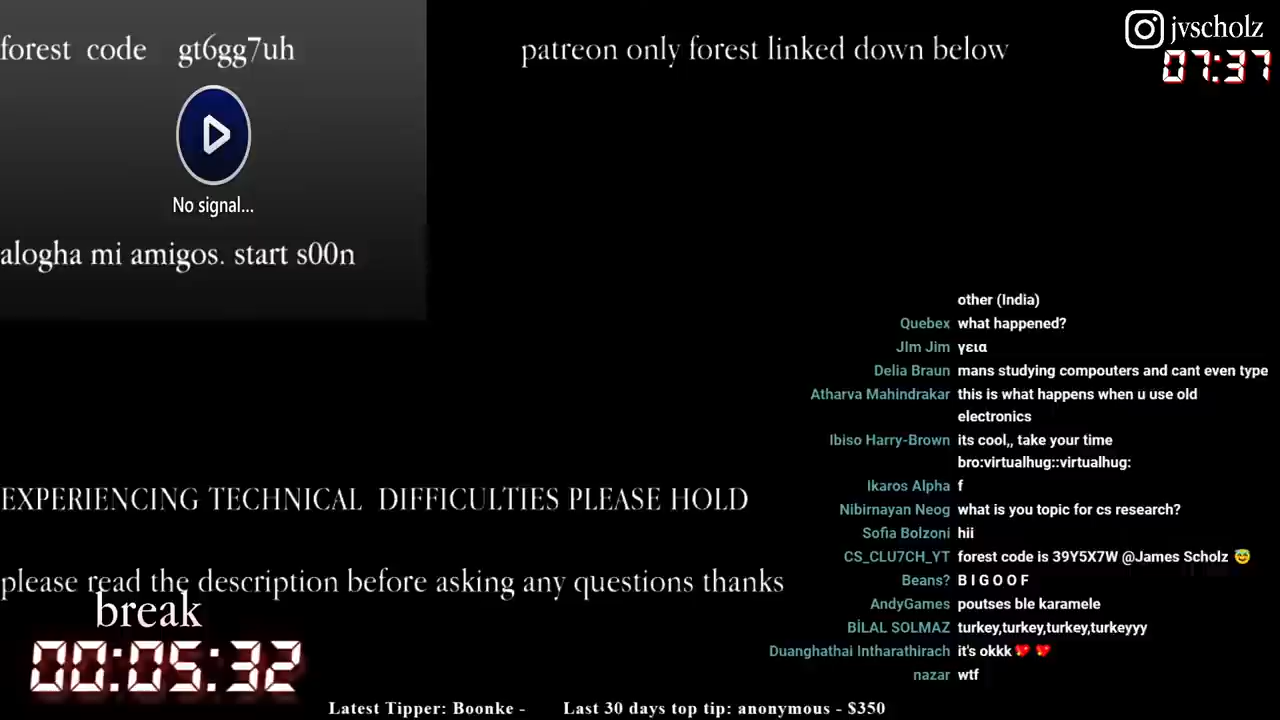 forest code gt6gg7uh
patreon only forest linked down below
jvscholz
07:37
No signal...
alogha mi amigos. start s00n
other (India)
Quebex what happened?
JIm Jim γεια
Delia Braun mans studying compouters and cant even type
Atharva Mahindrakar this is what happens when u use old
electronics
Ibiso Harry-Brown its cool,, take your time
bro:virtualhug::virtualhug:
Ikaros Alpha f
Nibirnayan Neog what is you topic for cs research?
Sofia Bolzoni hii
CS_CLU7CH_YT forest code is 39Y5X7W @James Scholz 😇
Beans? B I G O O F
AndyGames poutses ble karamele
BİLAL SOLMAZ turkey,turkey,turkey,turkeyyy
Duanghathai Intharathirach it's okkk💖 💖
nazar wtf
EXPERIENCING TECHNICAL DIFFICULTIES PLEASE HOLD
please read the description before asking any questions thanks
break
00:05:32
Latest Tipper: Boonke - Last 30 days top tip: anonymous - $350